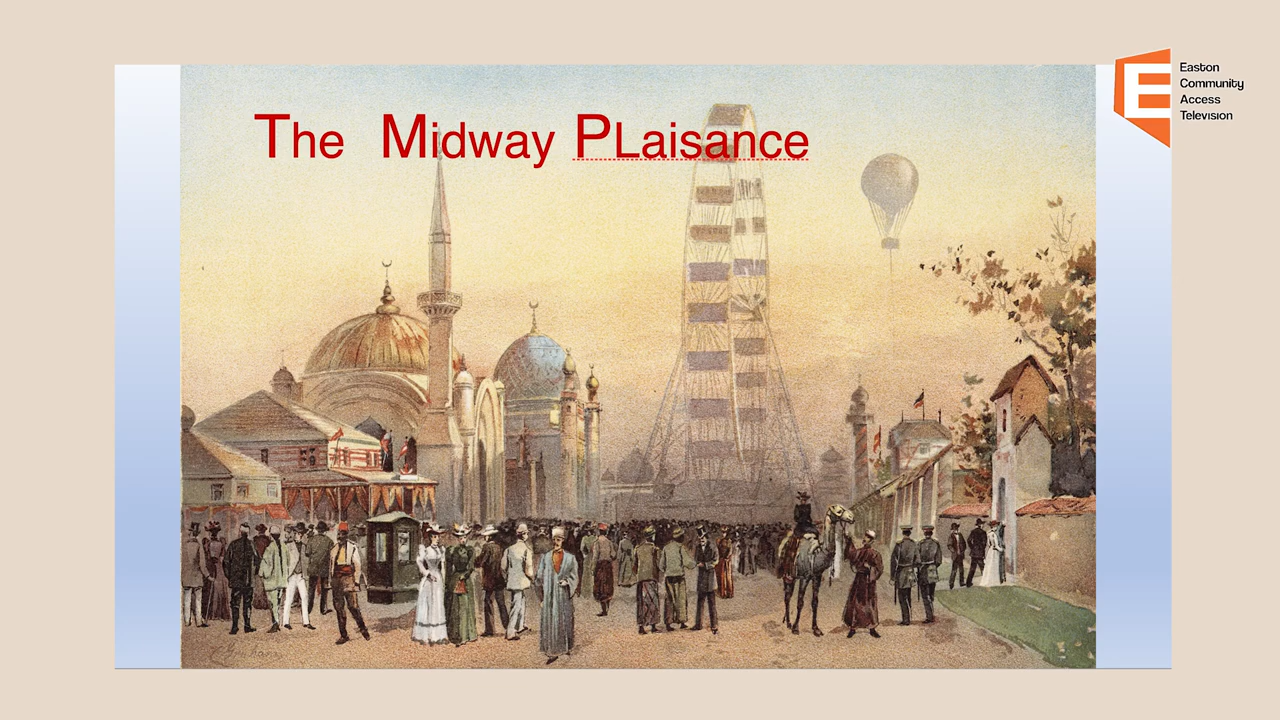 The Midway PLaisance
Easton
Community
Access
Television